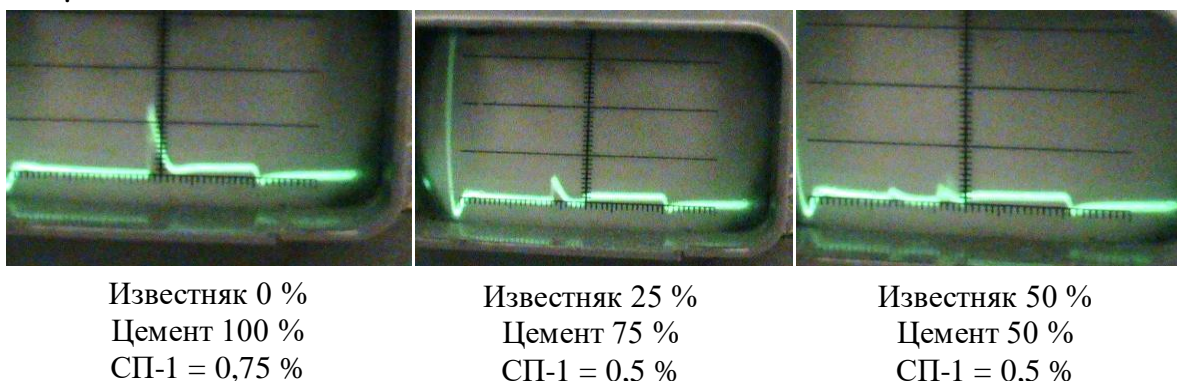 Известняк 0 %
Цемент 100 %
СП-1 = 0,75 %
Известняк 25 %
Цемент 75 %
СП-1 = 0,5 %
Известняк 50 %
Цемент 50 %
СП-1 = 0,5 %